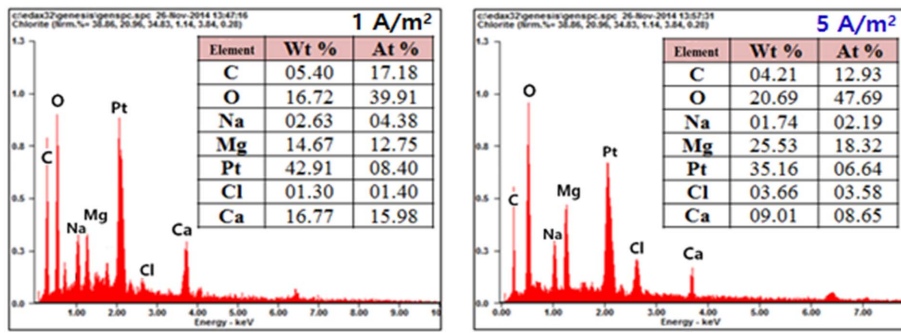 c:\edax32\genesis\genspc.spc 26-Nov-2014 13:47:16
1 A/m²
Chlorite (nrm.%= 38.86, 20.96, 34.83, 1.14, 3.84, 0.28)
Element Wt % At %
C 05.40 17.18
O 16.72 39.91
Na 02.63 04.38
Mg 14.67 12.75
Pt 42.91 08.40
Cl 01.30 01.40
Ca 16.77 15.98
1.3
1.0
0.8
0.5
0.3
0.0
C
O
Na
Mg
Pt
Cl
Ca
1.00 2.00 3.00 4.00 5.00 6.00 7.00 8.00 9.00 10
Energy - keV
c:\edax32\genesis\genspc.spc 26-Nov-2014 13:57:31
5 A/m²
Chlorite (nrm.%= 38.86, 20.96, 34.83, 1.14, 3.84, 0.28)
Element Wt % At %
C 04.21 12.93
O 20.69 47.69
Na 01.74 02.19
Mg 25.53 18.32
Pt 35.16 06.64
Cl 03.66 03.58
Ca 09.01 08.65
1.3
1.0
0.8
0.5
0.3
0.0
C
O
Na
Mg
Pt
Cl
Ca
0.00 1.00 2.00 3.00 4.00 5.00 6.00 7.00
Energy - keV